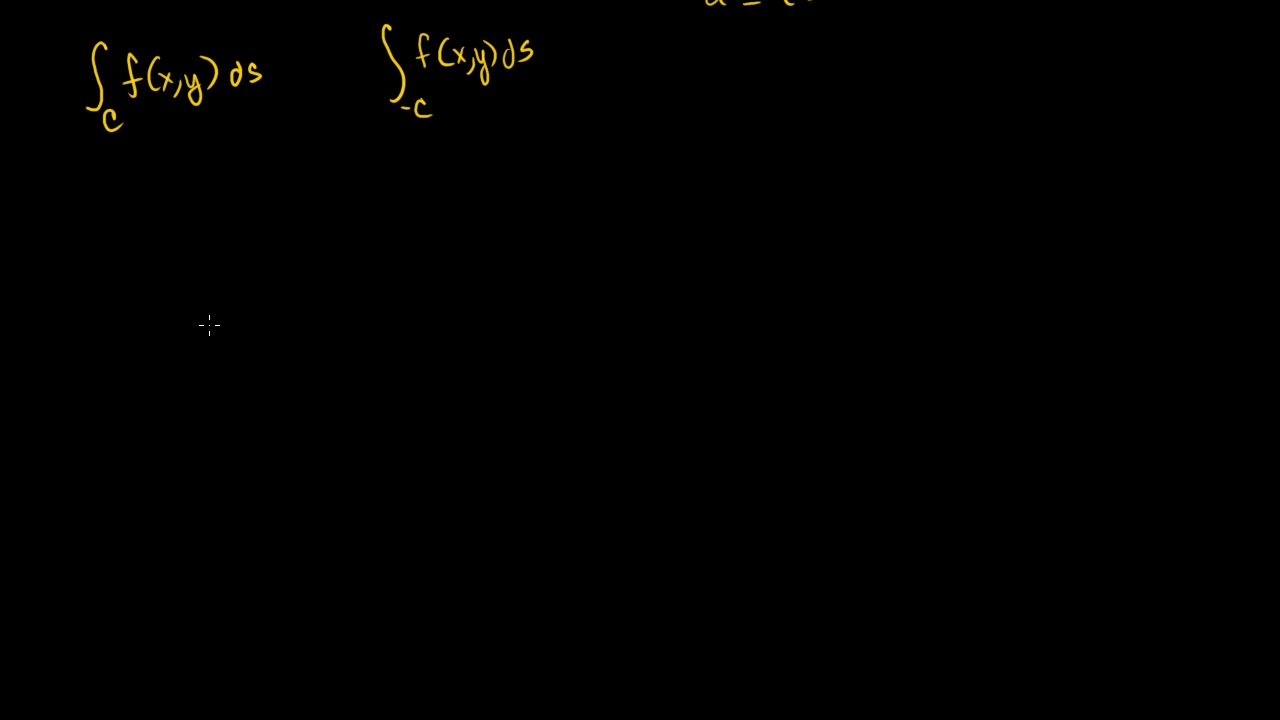 ∫_C f(x,y) ds ∫_{-C} f(x,y) ds